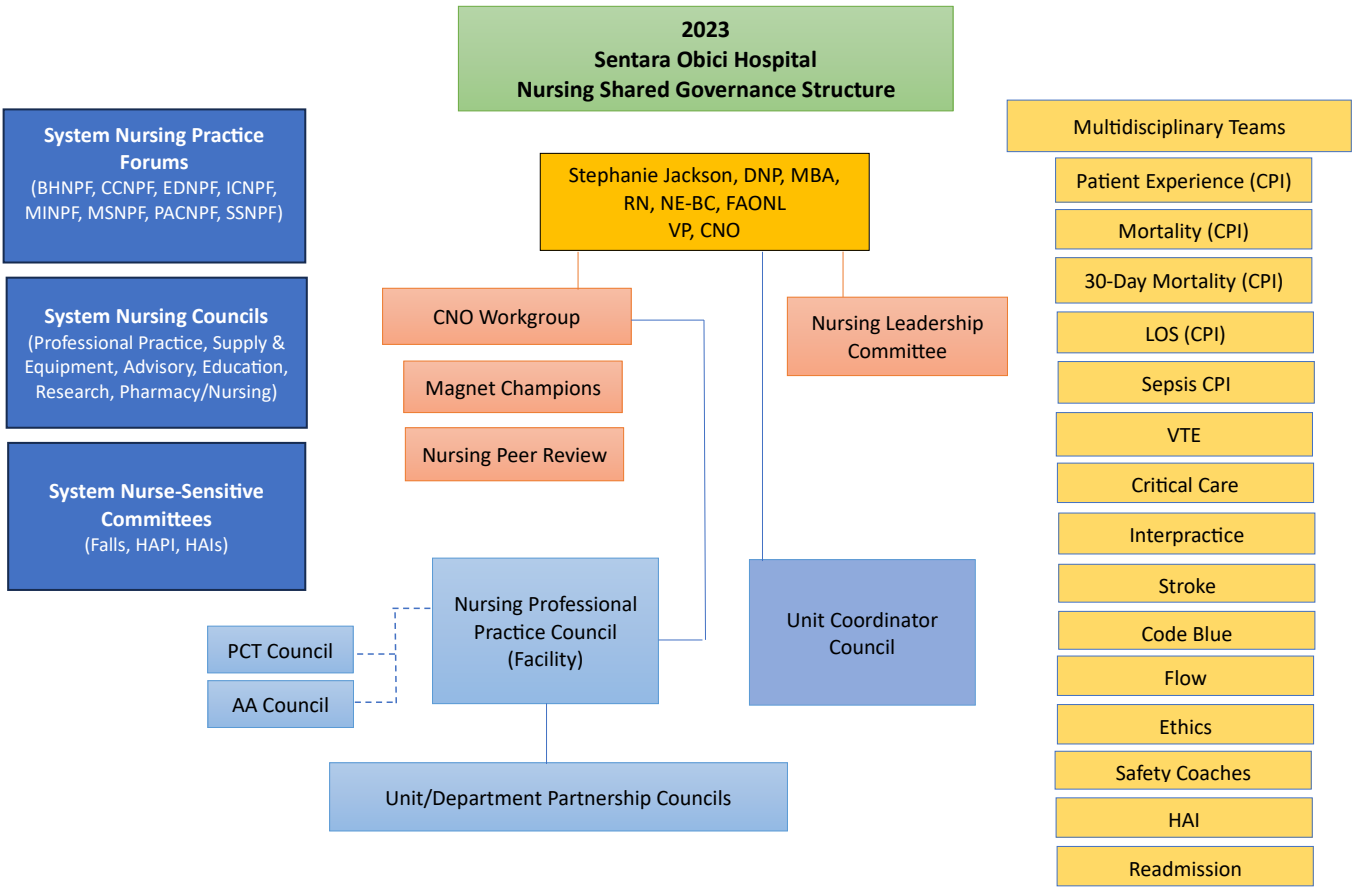 2023
Sentara Obici Hospital
Nursing Shared Governance Structure
System Nursing Practice
Forums
(BHNPF, CCNPF, EDNPF, ICNPF,
MINPF, MSNPF, PACNPF, SSNPF)
System Nursing Councils
(Professional Practice, Supply &
Equipment, Advisory, Education,
Research, Pharmacy/Nursing)
System Nurse-Sensitive
Committees
(Falls, HAPI, HAIs)
Stephanie Jackson, DNP, MBA,
RN, NE-BC, FAONL
VP, CNO
CNO Workgroup
Magnet Champions
Nursing Peer Review
Nursing Leadership
Committee
Nursing Professional
Practice Council
(Facility)
Unit Coordinator
Council
PCT Council
AA Council
Unit/Department Partnership Councils
Multidisciplinary Teams
Patient Experience (CPI)
Mortality (CPI)
30-Day Mortality (CPI)
LOS (CPI)
Sepsis CPI
VTE
Critical Care
Interpractice
Stroke
Code Blue
Flow
Ethics
Safety Coaches
HAI
Readmission